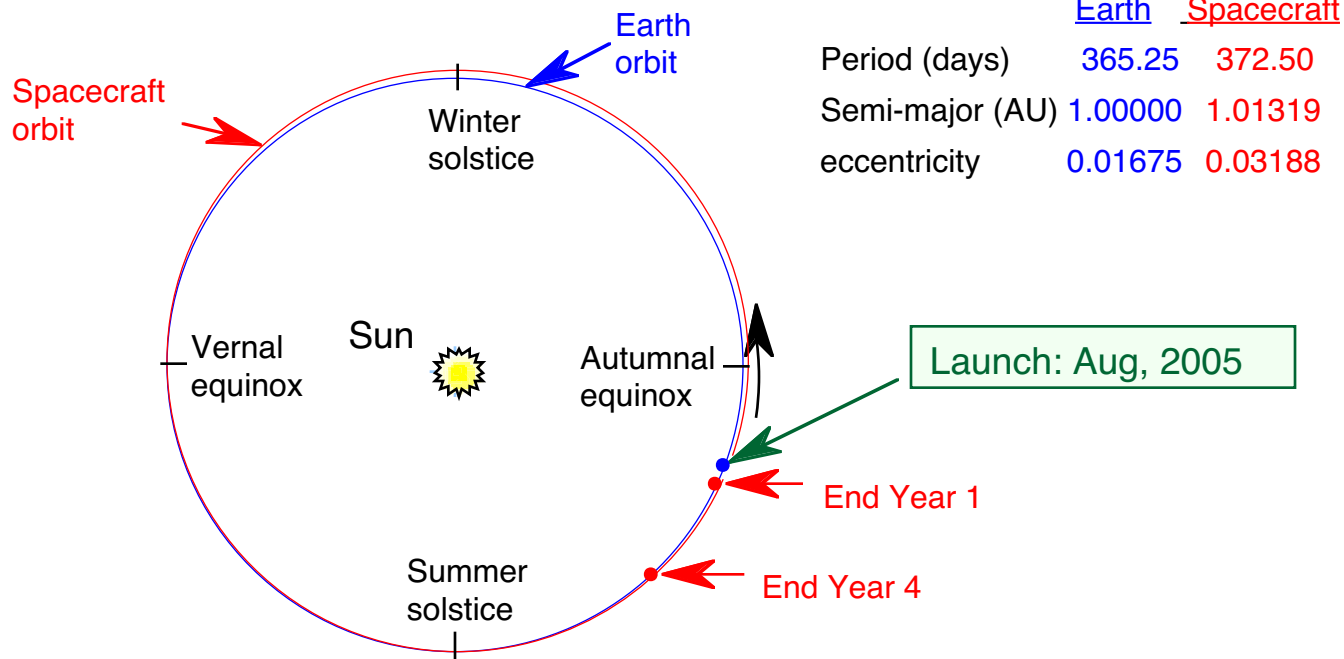 Earth Spacecraft
Period (days) 365.25 372.50
Semi-major (AU) 1.00000 1.01319
eccentricity 0.01675 0.03188
Earth
orbit
Spacecraft
orbit
Winter
solstice
Sun
Vernal
equinox
Autumnal
equinox
Launch: Aug, 2005
End Year 1
Summer
solstice
End Year 4